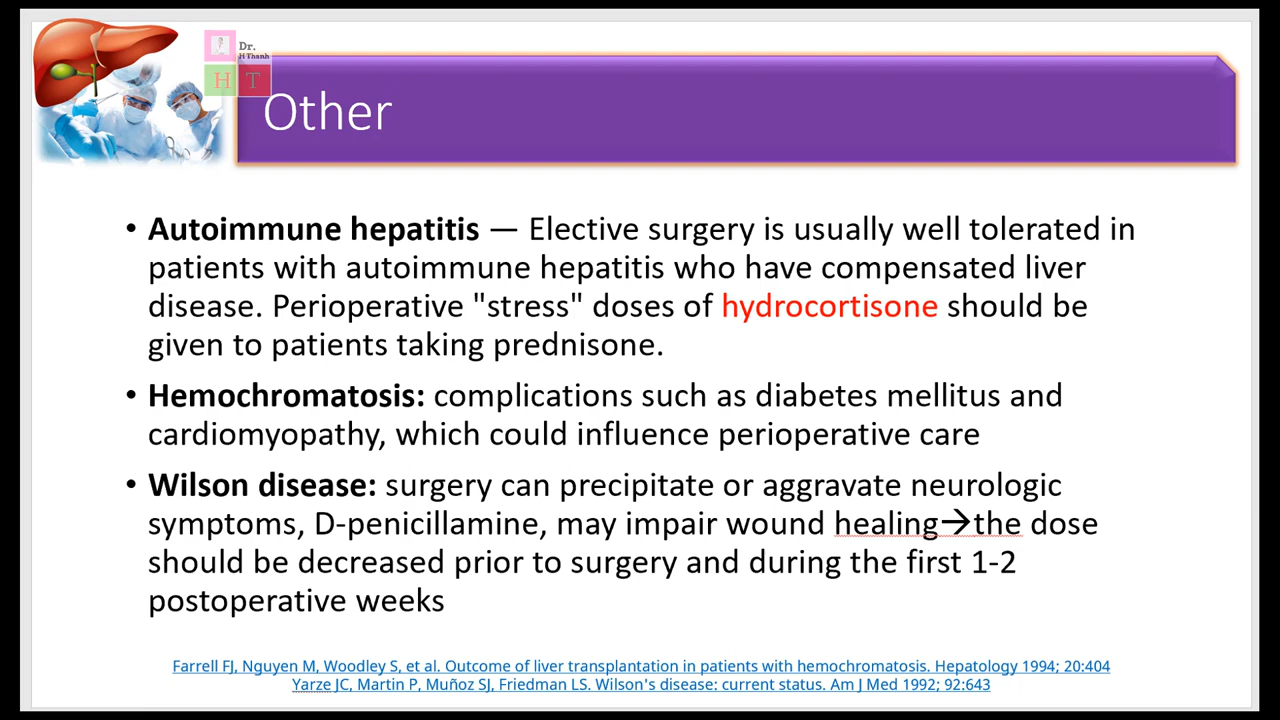 Dr.
H Thanh
H T
Other
• Autoimmune hepatitis — Elective surgery is usually well tolerated in
patients with autoimmune hepatitis who have compensated liver
disease. Perioperative "stress" doses of hydrocortisone should be
given to patients taking prednisone.
• Hemochromatosis: complications such as diabetes mellitus and
cardiomyopathy, which could influence perioperative care
• Wilson disease: surgery can precipitate or aggravate neurologic
symptoms, D-penicillamine, may impair wound healing→the dose
should be decreased prior to surgery and during the first 1-2
postoperative weeks
Farrell FJ, Nguyen M, Woodley S, et al. Outcome of liver transplantation in patients with hemochromatosis. Hepatology 1994; 20:404
Yarze JC, Martin P, Muñoz SJ, Friedman LS. Wilson's disease: current status. Am J Med 1992; 92:643